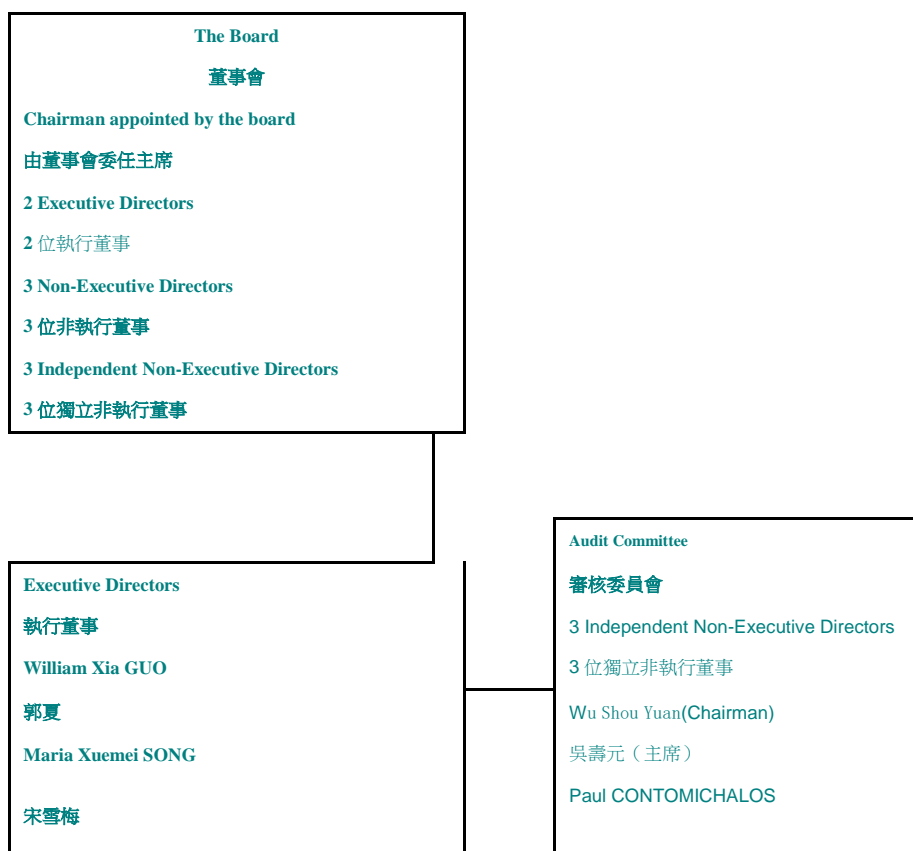 The Board
董事會
Chairman appointed by the board
由董事會委任主席
2 Executive Directors
2 位執行董事
3 Non-Executive Directors
3 位非執行董事
3 Independent Non-Executive Directors
3 位獨立非執行董事
Executive Directors
執行董事
William Xia GUO
郭夏
Maria Xuemei SONG
宋雪梅
Audit Committee
審核委員會
3 Independent Non-Executive Directors
3 位獨立非執行董事
Wu Shou Yuan(Chairman)
吳壽元（主席）
Paul CONTOMICHALOS